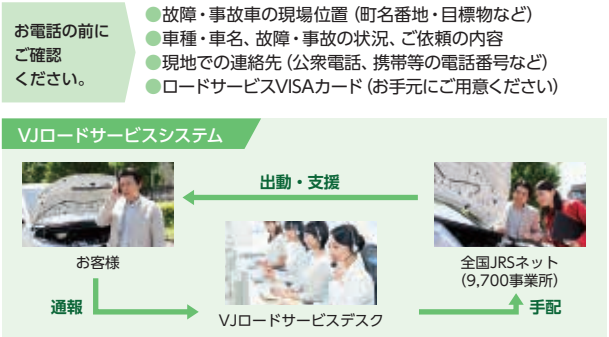 お電話の前に
ご確認
ください。
●故障・事故車の現場位置（町名番地・目標物など）
●車種・車名、故障・事故の状況、ご依頼の内容
●現地での連絡先（公衆電話、携帯等の電話番号など）
●ロードサービスVISAカード（お手元にご用意ください）
VJロードサービスシステム
出動・支援
お客様
全国JRSネット
（9,700事業所）
通報
手配
VJロードサービスデスク